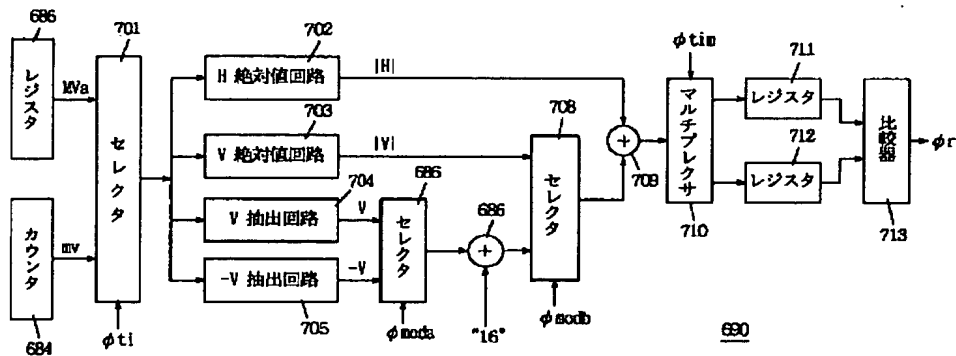 686
レジスタ
MVa
カウンタ
mv
684
701
セレクタ
φti
702
H 絶対値回路
|H|
703
V 絶対値回路
|V|
704
V 抽出回路
V
-V 抽出回路
-V
705
686
セレクタ
φmoda
686
+
"16"
708
セレクタ
φmodb
+
709
φtim
マルチプレクサ
710
711
レジスタ
712
レジスタ
比較器
713
φr
690